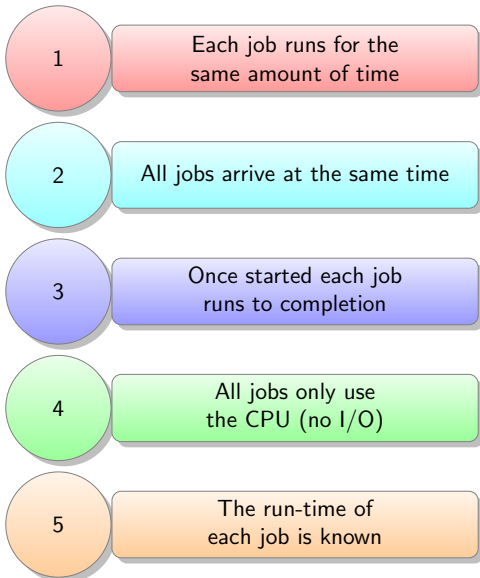 1
Each job runs for the
same amount of time
2
All jobs arrive at the same time
3
Once started each job
runs to completion
4
All jobs only use
the CPU (no I/O)
5
The run-time of
each job is known